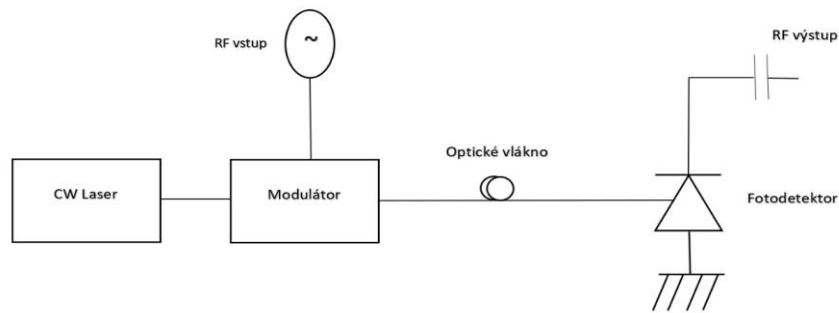 RF vstup
~
RF výstup
Optické vlákno
CW Laser
Modulátor
Fotodetektor